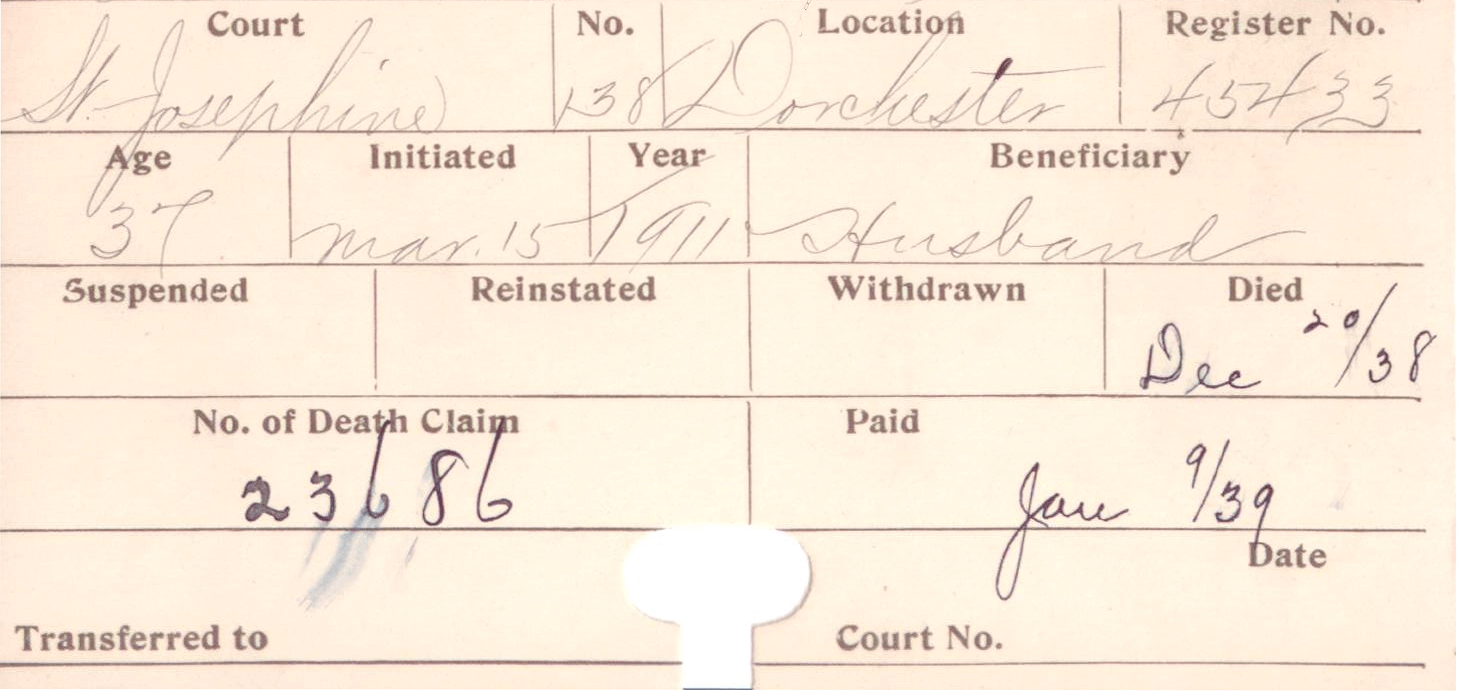 Court No. Location Register No.
St. Josephine 138 Dorchester 45433
Age Initiated Year Beneficiary
37 Mar. 15 1911 Husband
Suspended Reinstated Withdrawn Died
Dec 20/38
No. of Death Claim Paid
23686 Jan 9/39
Date
Transferred to Court No.